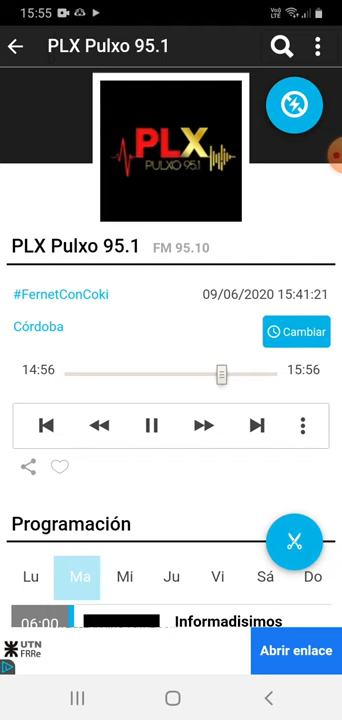 15:55
PLX Pulxo 95.1
PLX
PULXO 95.1
PLX Pulxo 95.1 FM 95.10
#FernetConCoki 09/06/2020 15:41:21
Córdoba
Cambiar
14:56 15:56
Programación
Lu Ma Mi Ju Vi Sá Do
06:00 Informadisimos
UTN
FRRe
Abrir enlace